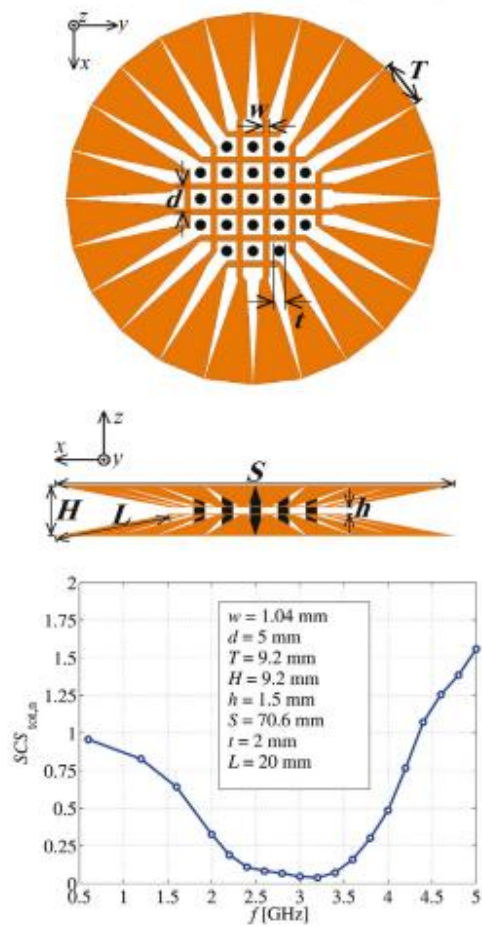 z
y
x
T
w
d
t
z
x
y
S
H
L
h
2
1.75
1.5
1.25
1
0.75
0.5
0.25
0
SCS tot,n
w = 1.04 mm
d = 5 mm
T = 9.2 mm
H = 9.2 mm
h = 1.5 mm
S = 70.6 mm
t = 2 mm
L = 20 mm
0.5 1 1.5 2 2.5 3 3.5 4 4.5 5
f [GHz]